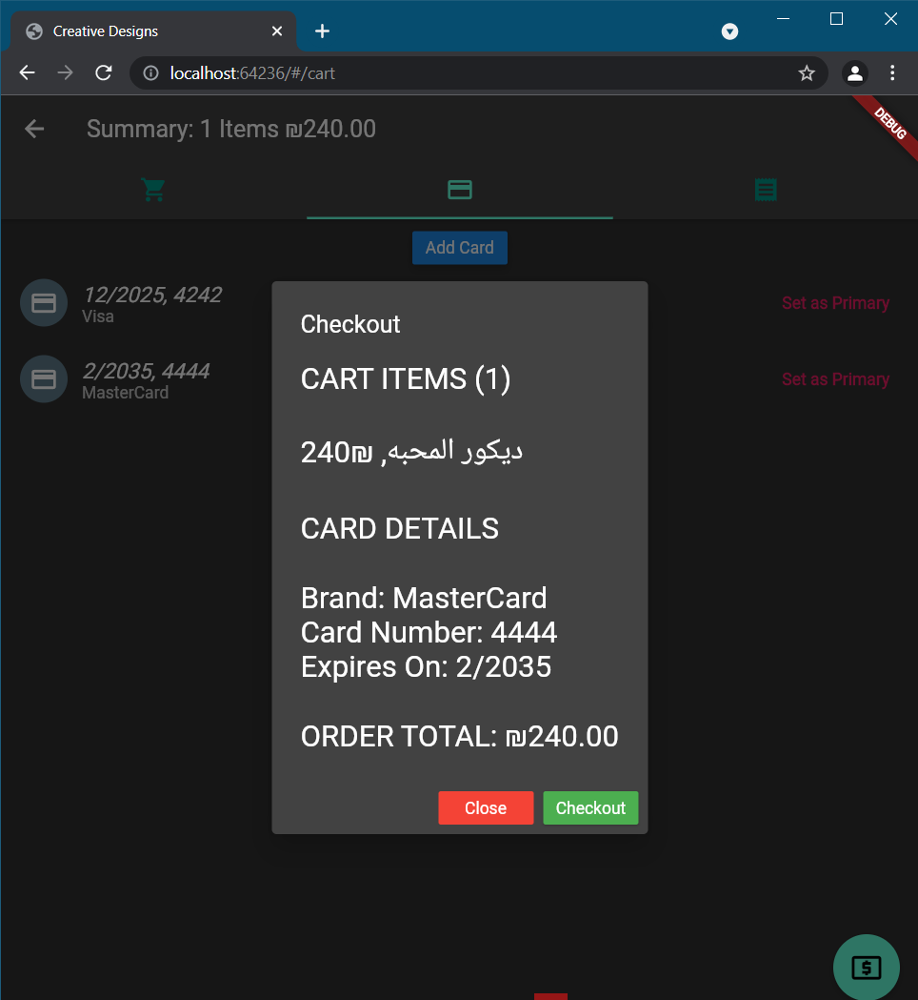 Creative Designs
localhost:64236/#/cart
Summary: 1 Items ₪240.00
DEBUG
Add Card
12/2025, 4242
Visa
Set as Primary
2/2035, 4444
MasterCard
Set as Primary
Checkout
CART ITEMS (1)
ديكور المحبه, ₪240
CARD DETAILS
Brand: MasterCard
Card Number: 4444
Expires On: 2/2035
ORDER TOTAL: ₪240.00
Close
Checkout